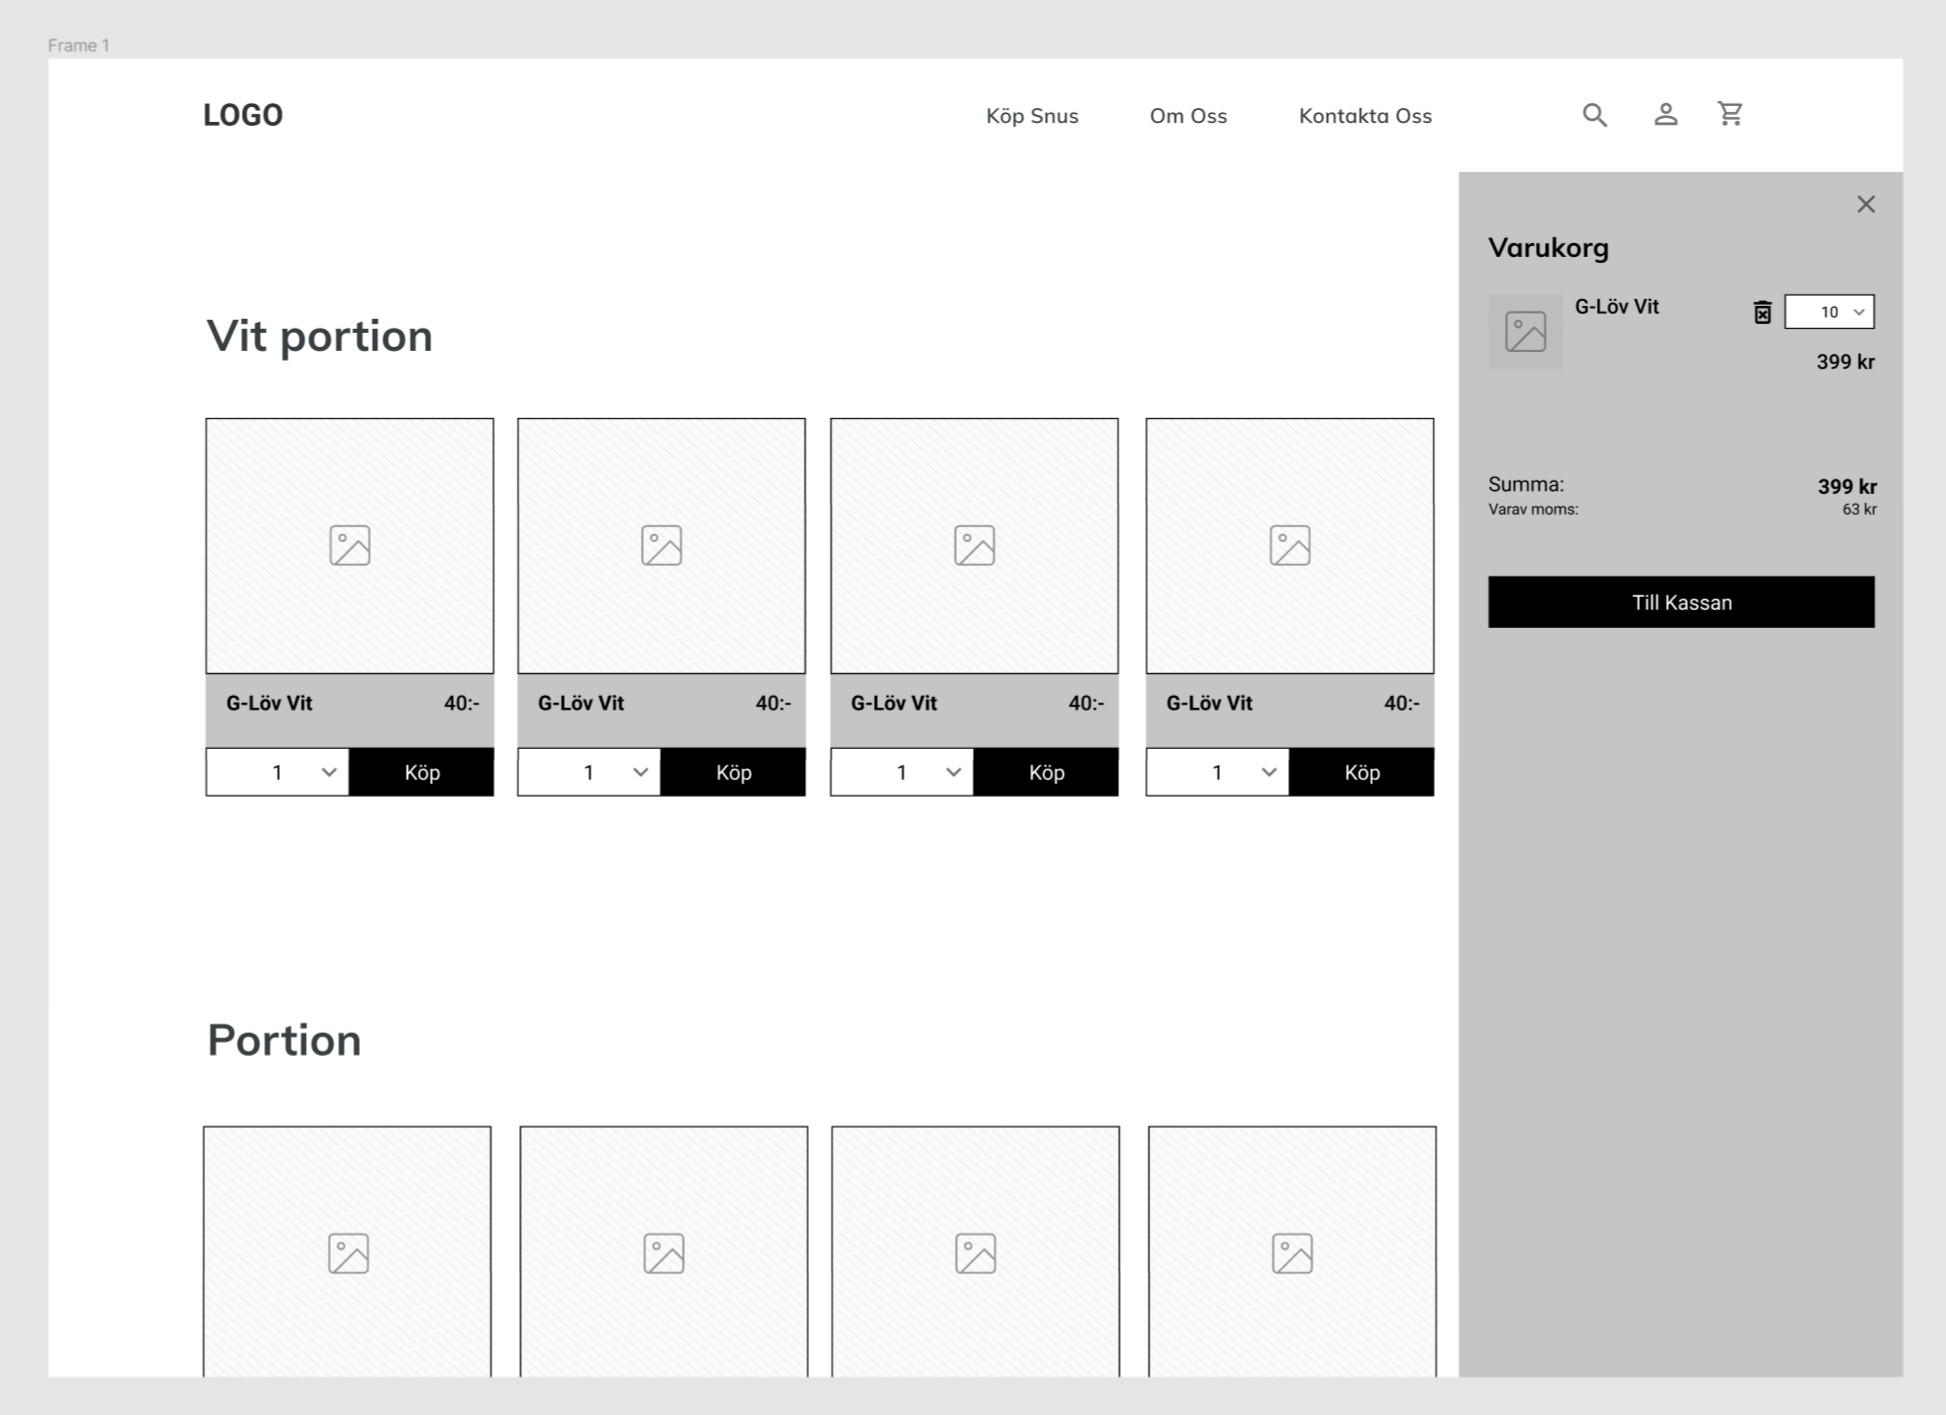 Frame 1
LOGO
Köp Snus
Om Oss
Kontakta Oss
Varukorg
G-Löv Vit
10
399 kr
Summa:
399 kr
Varav moms:
63 kr
Till Kassan
Vit portion
G-Löv Vit 40:-
1 Köp
G-Löv Vit 40:-
1 Köp
G-Löv Vit 40:-
1 Köp
G-Löv Vit 40:-
1 Köp
Portion